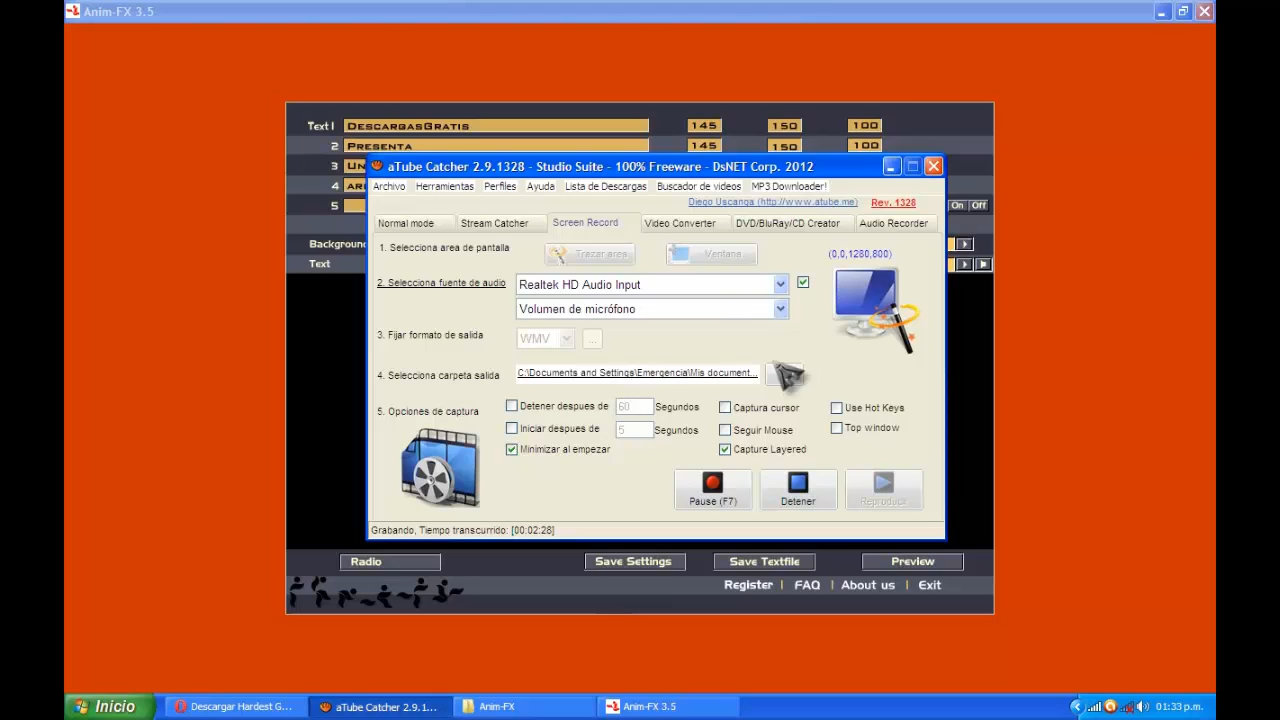 Anim-FX 3.5
Text 1 DescargasGratis 145 150 100
2 Presenta 145 150 100
3 Un
4
5 On Off
Background
Text
aTube Catcher 2.9.1328 - Studio Suite - 100% Freeware - DsNET Corp. 2012
Archivo Herramientas Perfiles Ayuda Lista de Descargas Buscador de videos MP3 Downloader!
Diego Uscanga (http://www.atube.me) Rev. 1328
Normal mode Stream Catcher Screen Record Video Converter DVD/BluRay/CD Creator Audio Recorder
1. Selecciona area de pantalla Trazar area Ventana (0,0,1280,800)
2. Selecciona fuente de audio Realtek HD Audio Input
Volumen de micrófono
3. Fijar formato de salida WMV ...
4. Selecciona carpeta salida C:\Documents and Settings\Emergencia\Mis document...
5. Opciones de captura Detener despues de 60 Segundos Captura cursor Use Hot Keys
Iniciar despues de 5 Segundos Seguir Mouse Top window
Minimizar al empezar Capture Layered
Pause (F7) Detener Reproducir
Grabando, Tiempo transcurrido: [00:02:28]
Radio Save Settings Save Textfile Preview
Register | FAQ | About us | Exit
Inicio Descargar Hardest G... aTube Catcher 2.9.1... Anim-FX Anim-FX 3.5 01:33 p.m.